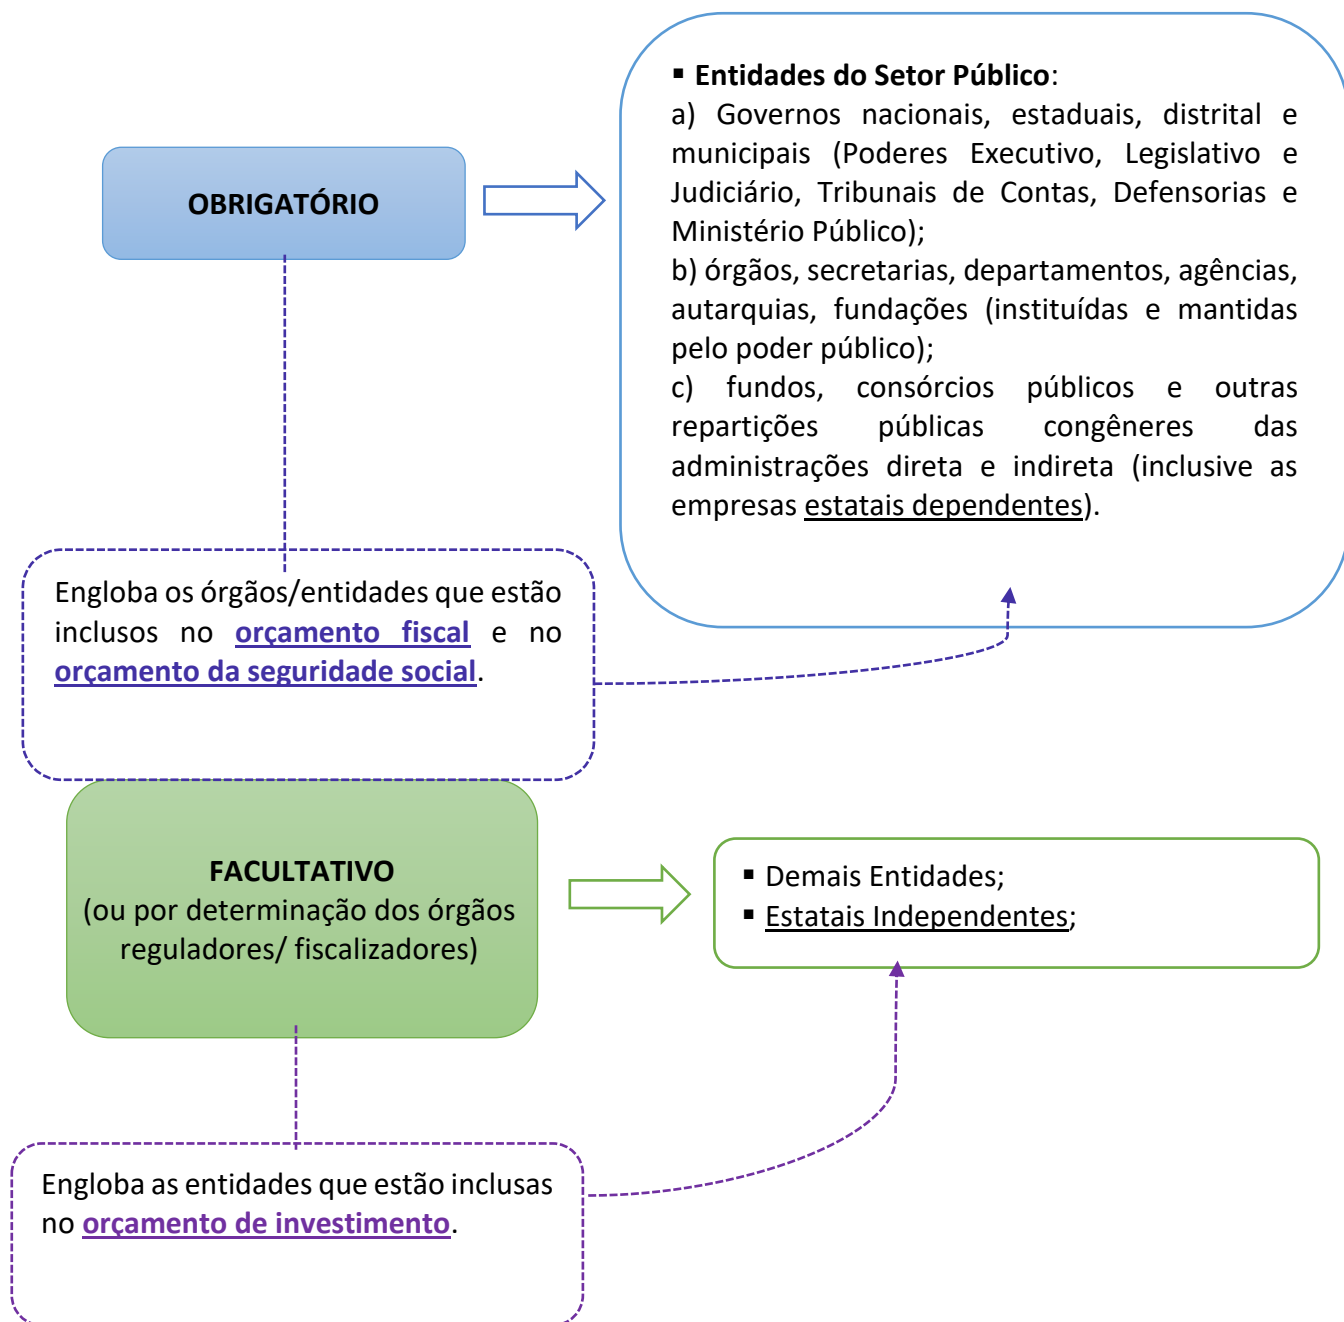 OBRIGATÓRIO
▪ Entidades do Setor Público:
a) Governos nacionais, estaduais, distrital e
municipais (Poderes Executivo, Legislativo e
Judiciário, Tribunais de Contas, Defensorias e
Ministério Público);
b) órgãos, secretarias, departamentos, agências,
autarquias, fundações (instituídas e mantidas
pelo poder público);
c) fundos, consórcios públicos e outras
repartições públicas congêneres das
administrações direta e indireta (inclusive as
empresas estatais dependentes).
Engloba os órgãos/entidades que estão
inclusos no orçamento fiscal e no
orçamento da seguridade social.
FACULTATIVO
(ou por determinação dos órgãos
reguladores/ fiscalizadores)
▪ Demais Entidades;
▪ Estatais Independentes;
Engloba as entidades que estão inclusas
no orçamento de investimento.